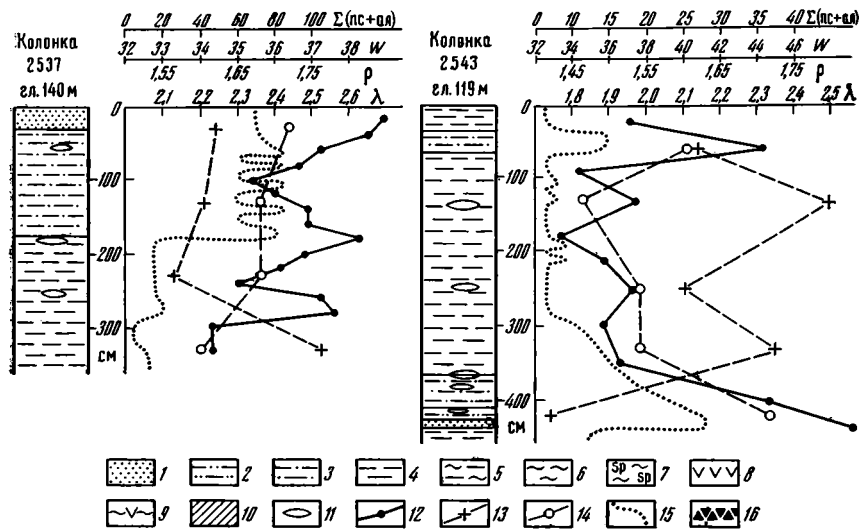 0 20 40 60 80 100 Σ(пс+ал)
32 33 34 35 36 37 38 W
1,55 1,65 1,75 ρ
2,1 2,2 2,3 2,4 2,5 2,6 λ
Колонка
2537
гл. 140 м
0
-100
-200
-300
см
0 10 15 20 25 30 35 40 Σ(пс+ал)
32 34 36 38 40 42 44 46 W
1,45 1,55 1,65 1,75 ρ
1,8 1,9 2,0 2,1 2,2 2,3 2,4 2,5 λ
Колонка
2543
гл. 119 м
0
100
200
300
400
см
1 2 3 4 5 6 Sp Sp 7 8
9 10 11 12 13 14 15 16